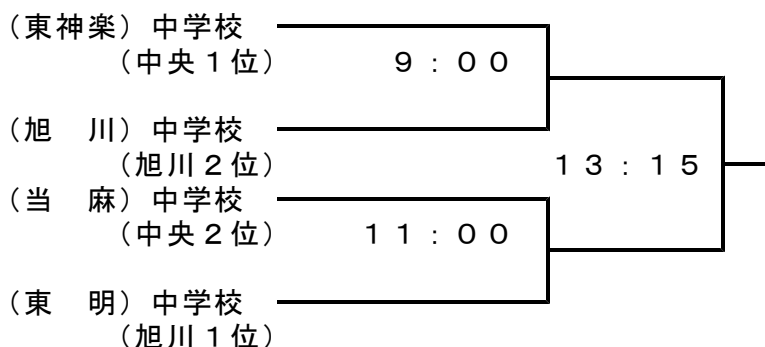 （東神楽）中学校
（中央１位）
９：００
（旭　川）中学校
（旭川２位）
１３：１５
（当　麻）中学校
（中央２位）
１１：００
（東　明）中学校
（旭川１位）